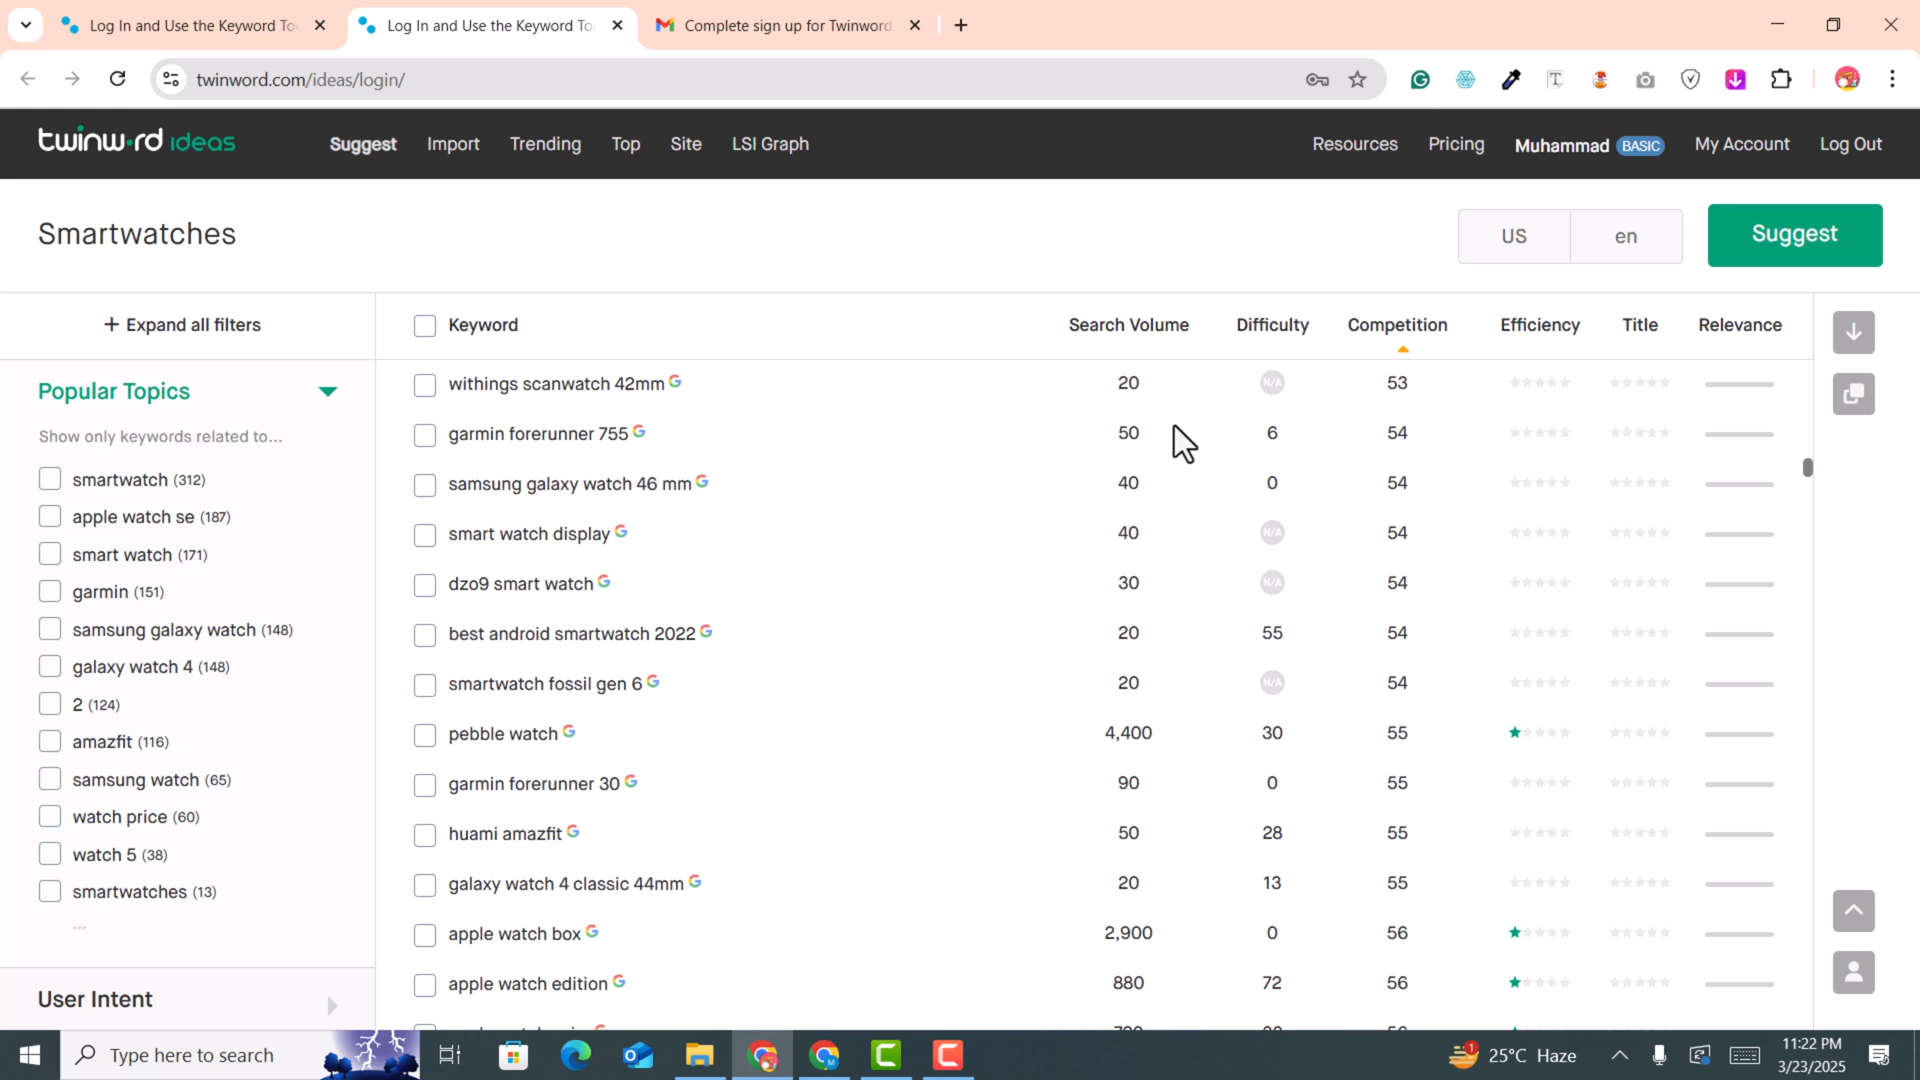 Log In and Use the Keyword To
Log In and Use the Keyword To
Complete sign up for Twinword
twinword.com/ideas/login/
twinword ideas
Suggest
Import
Trending
Top
Site
LSI Graph
Resources
Pricing
Muhammad BASIC
My Account
Log Out
Smartwatches
US
en
Suggest
+ Expand all filters
Popular Topics
Show only keywords related to...
smartwatch (312)
apple watch se (187)
smart watch (171)
garmin (151)
samsung galaxy watch (148)
galaxy watch 4 (148)
2 (124)
amazfit (116)
samsung watch (65)
watch price (60)
watch 5 (38)
smartwatches (13)
...
User Intent
Keyword Search Volume Difficulty Competition Efficiency Title Relevance
withings scanwatch 42mm 20 N/A 53
garmin forerunner 755 50 6 54
samsung galaxy watch 46 mm 40 0 54
smart watch display 40 N/A 54
dzo9 smart watch 30 N/A 54
best android smartwatch 2022 20 55 54
smartwatch fossil gen 6 20 N/A 54
pebble watch 4,400 30 55
garmin forerunner 30 90 0 55
huami amazfit 50 28 55
galaxy watch 4 classic 44mm 20 13 55
apple watch box 2,900 0 56
apple watch edition 880 72 56
Type here to search
25°C Haze
11:22 PM
3/23/2025